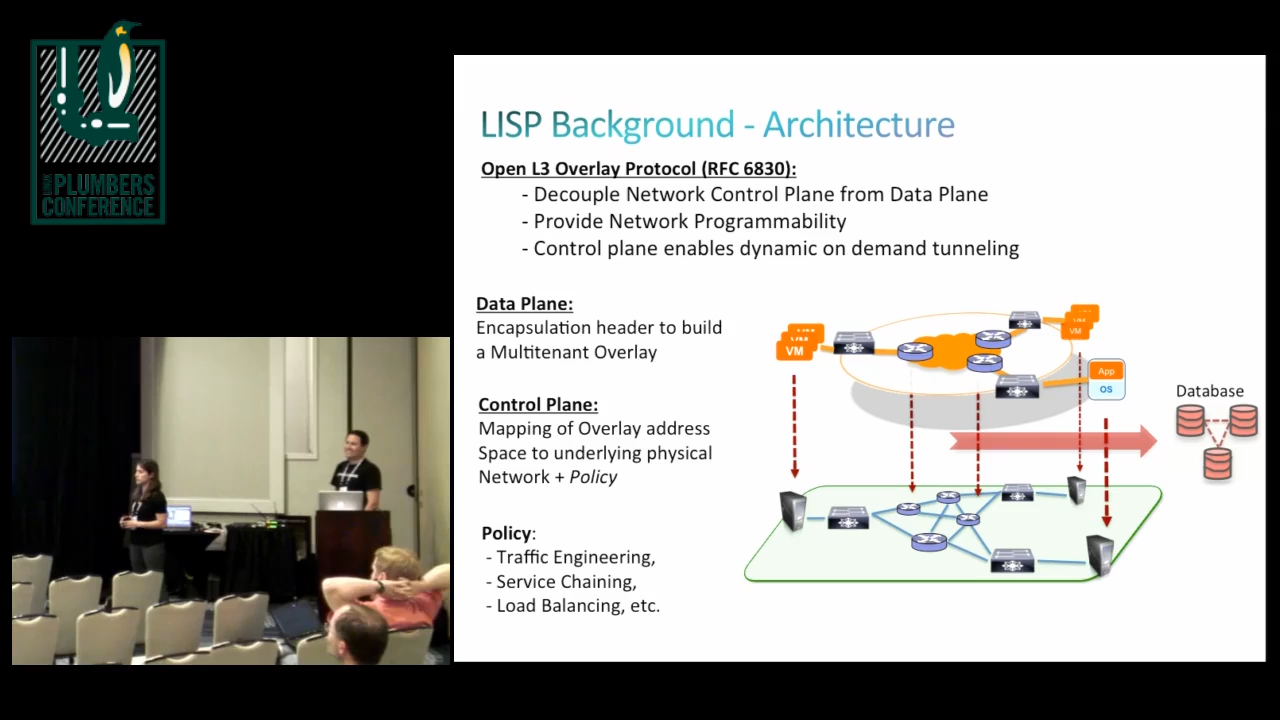 LINUX
PLUMBERS
CONFERENCE
LISP Background - Architecture
Open L3 Overlay Protocol (RFC 6830):
- Decouple Network Control Plane from Data Plane
- Provide Network Programmability
- Control plane enables dynamic on demand tunneling
Data Plane:
Encapsulation header to build
a Multitenant Overlay
Control Plane:
Mapping of Overlay address
Space to underlying physical
Network + Policy
Policy:
- Traffic Engineering,
- Service Chaining,
- Load Balancing, etc.
VM
VM
App
OS
Database